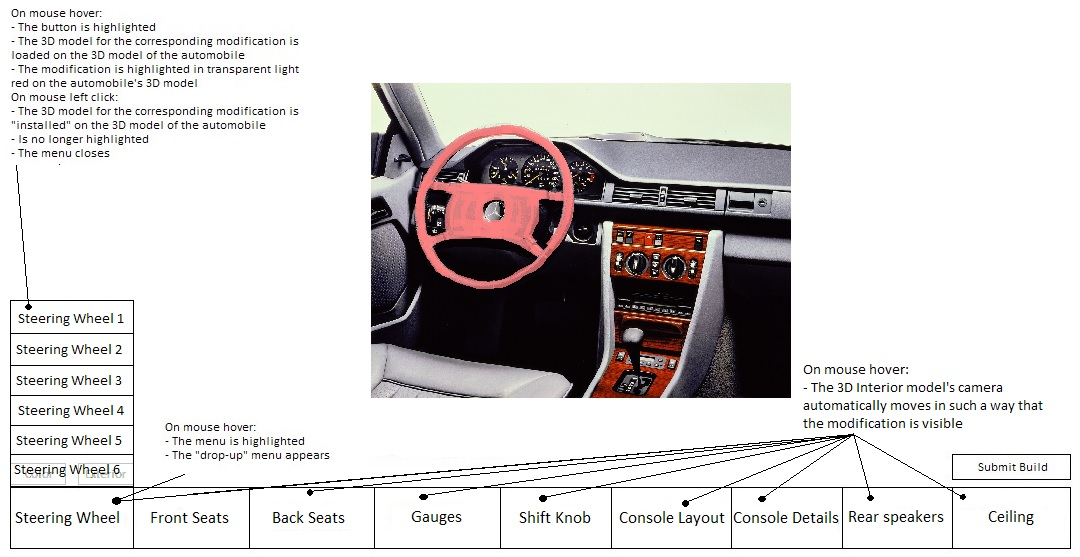 On mouse hover:
- The button is highlighted
- The 3D model for the corresponding modification is
loaded on the 3D model of the automobile
- The modification is highlighted in transparent light
red on the automobile's 3D model
On mouse left click:
- The 3D model for the corresponding modification is
"installed" on the 3D model of the automobile
- Is no longer highlighted
- The menu closes
Steering Wheel 1
Steering Wheel 2
Steering Wheel 3
Steering Wheel 4
Steering Wheel 5
Steering Wheel 6
Color
Exterior
On mouse hover:
- The menu is highlighted
- The "drop-up" menu appears
On mouse hover:
- The 3D Interior model's camera
automatically moves in such a way that
the modification is visible
Submit Build
Steering Wheel
Front Seats
Back Seats
Gauges
Shift Knob
Console Layout
Console Details
Rear speakers
Ceiling